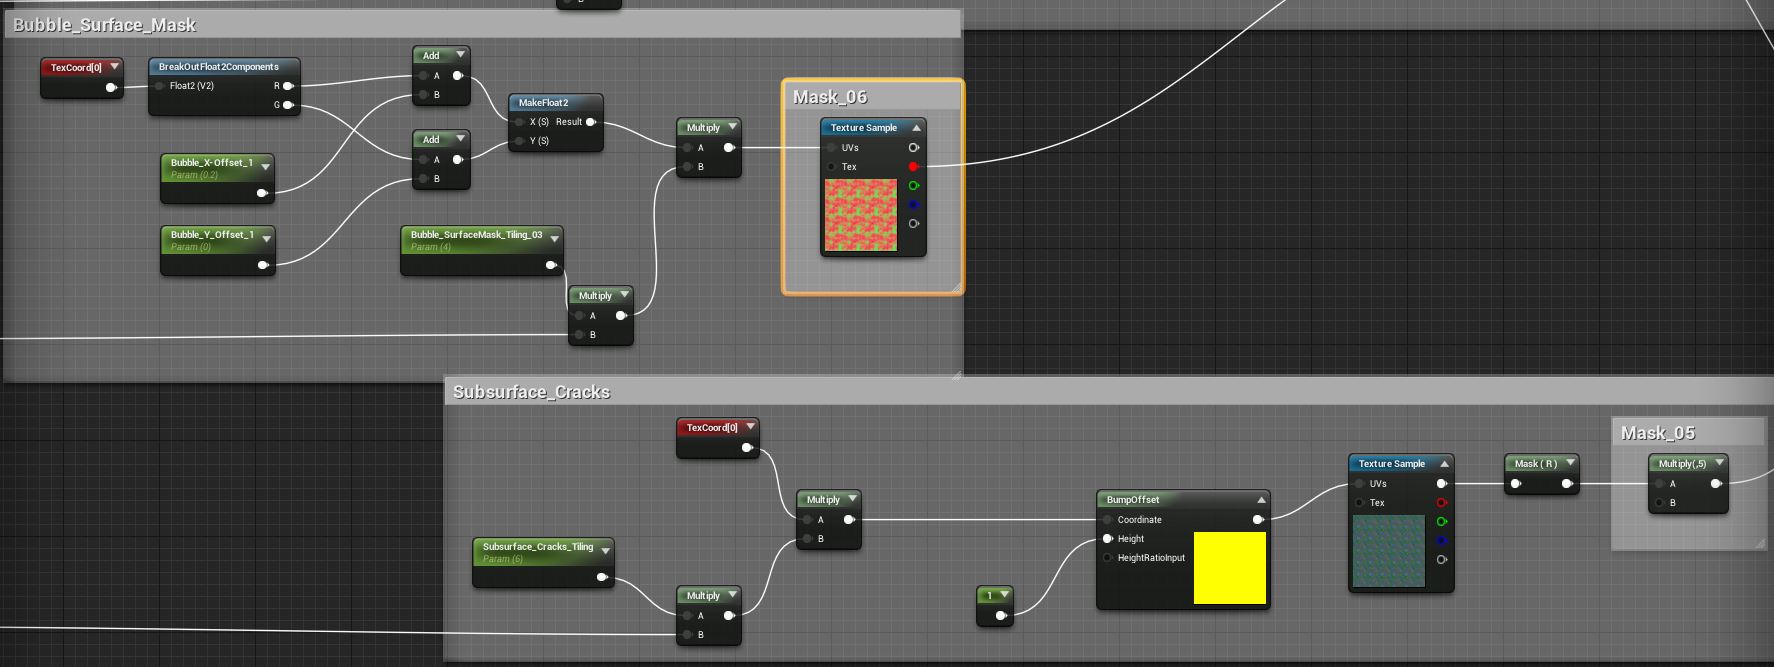 Bubble_Surface_Mask
TexCoord[0]
BreakOutFloat2Components
Float2 (V2)
R
G
Add
A
B
Add
A
B
MakeFloat2
X (S)
Result
Y (S)
Multiply
A
B
Mask_06
Texture Sample
UVs
Tex
Bubble_X-Offset_1
Param (0.2)
Bubble_Y_Offset_1
Param (0)
Bubble_SurfaceMask_Tiling_03
Param (4)
Multiply
A
B
Subsurface_Cracks
TexCoord[0]
Multiply
A
B
Subsurface_Cracks_Tiling
Param (6)
Multiply
A
B
1
BumpOffset
Coordinate
Height
HeightRatioInput
Texture Sample
UVs
Tex
Mask ( R )
Mask_05
Multiply(,5)
A
B